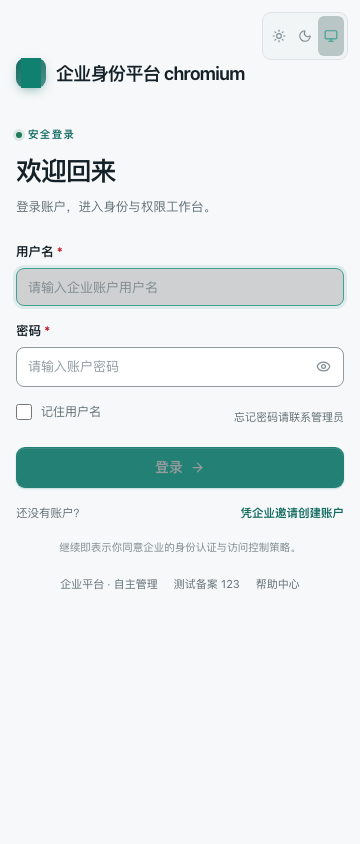 企业身份平台 chromium
安全登录
欢迎回来
登录账户，进入身份与权限工作台。
用户名 *
请输入企业账户用户名
密码 *
请输入账户密码
记住用户名
忘记密码请联系管理员
登录 →
还没有账户?
凭企业邀请创建账户
继续即表示你同意企业的身份认证与访问控制策略。
企业平台 · 自主管理 测试备案 123 帮助中心